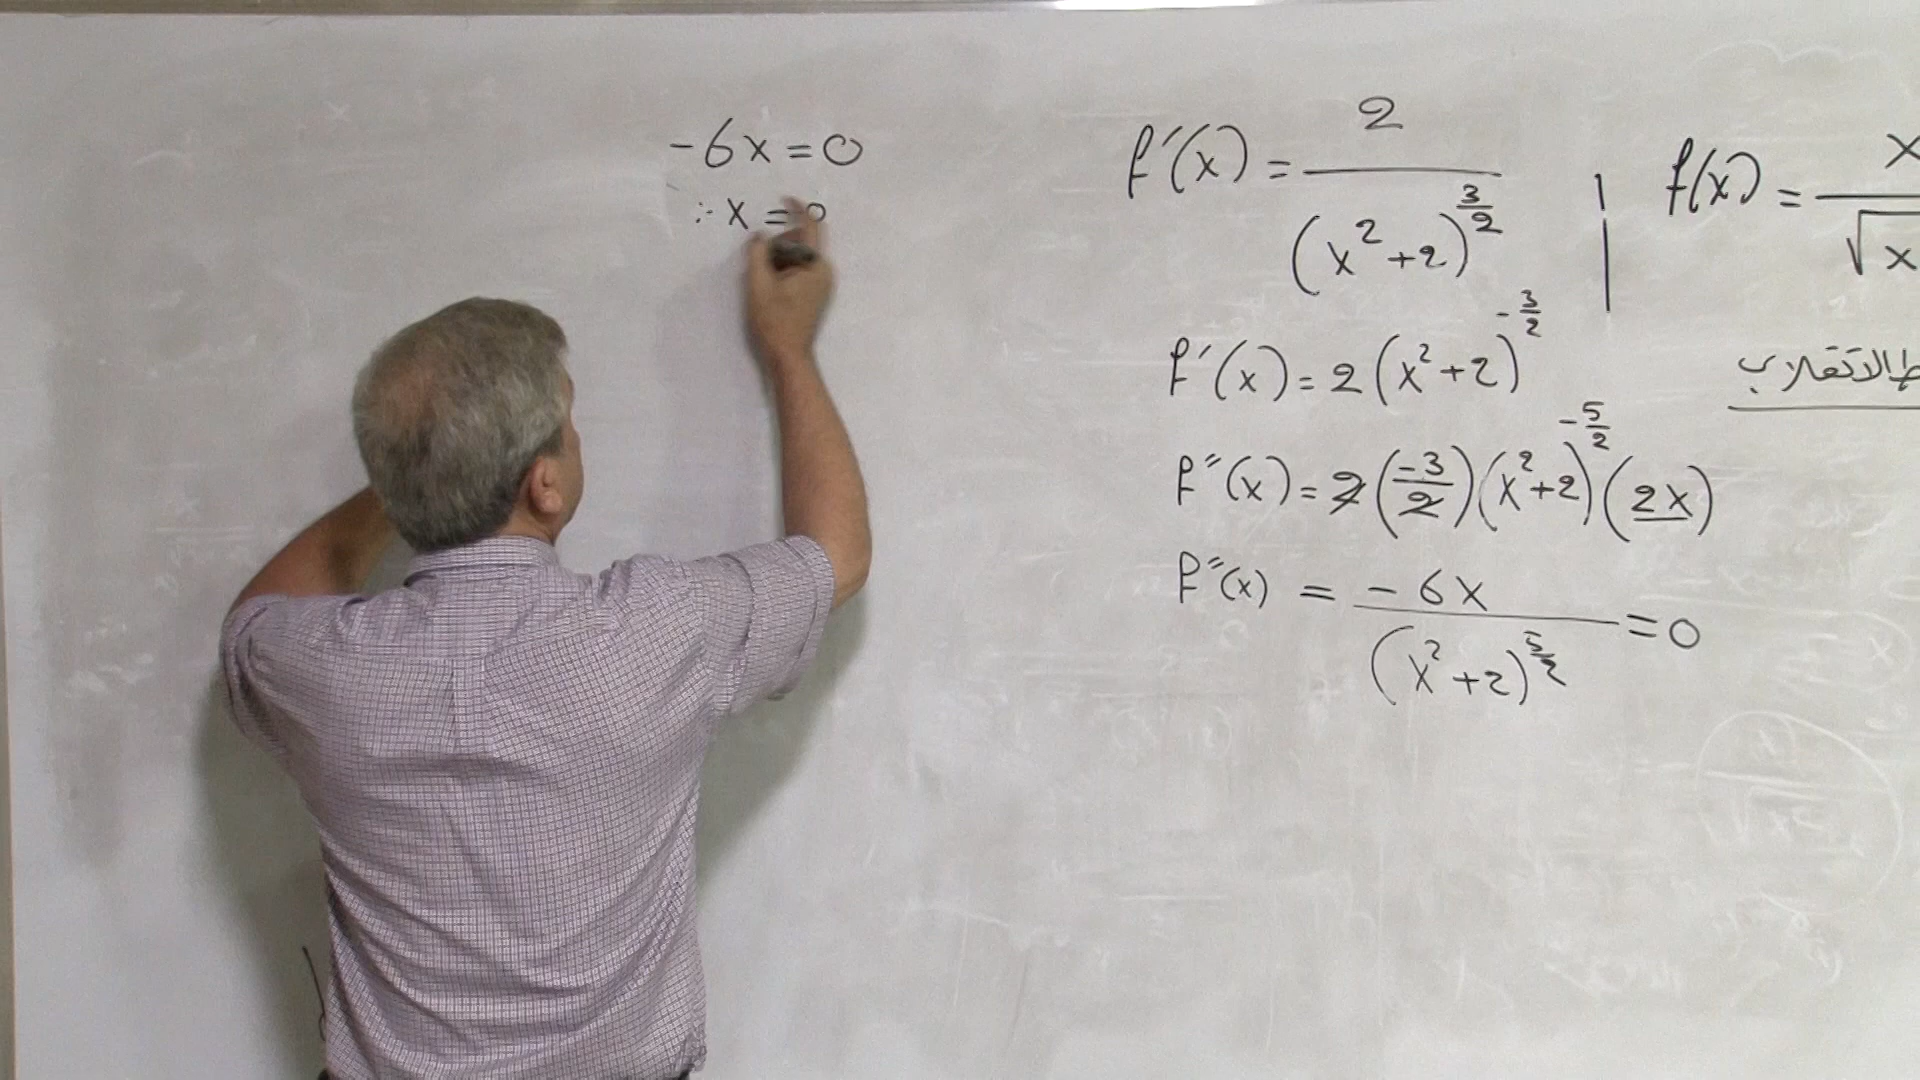 -6x=0
∴ x=0
f′(x) = 2 / (x²+2)^(3/2)
f′(x) = 2(x²+2)^(-3/2)
f″(x) = 2(-3/2)(x²+2)^(-5/2)(2x)
f″(x) = -6x / (x²+2)^(5/2) = 0
f(x) = x / √x
الانقلاب